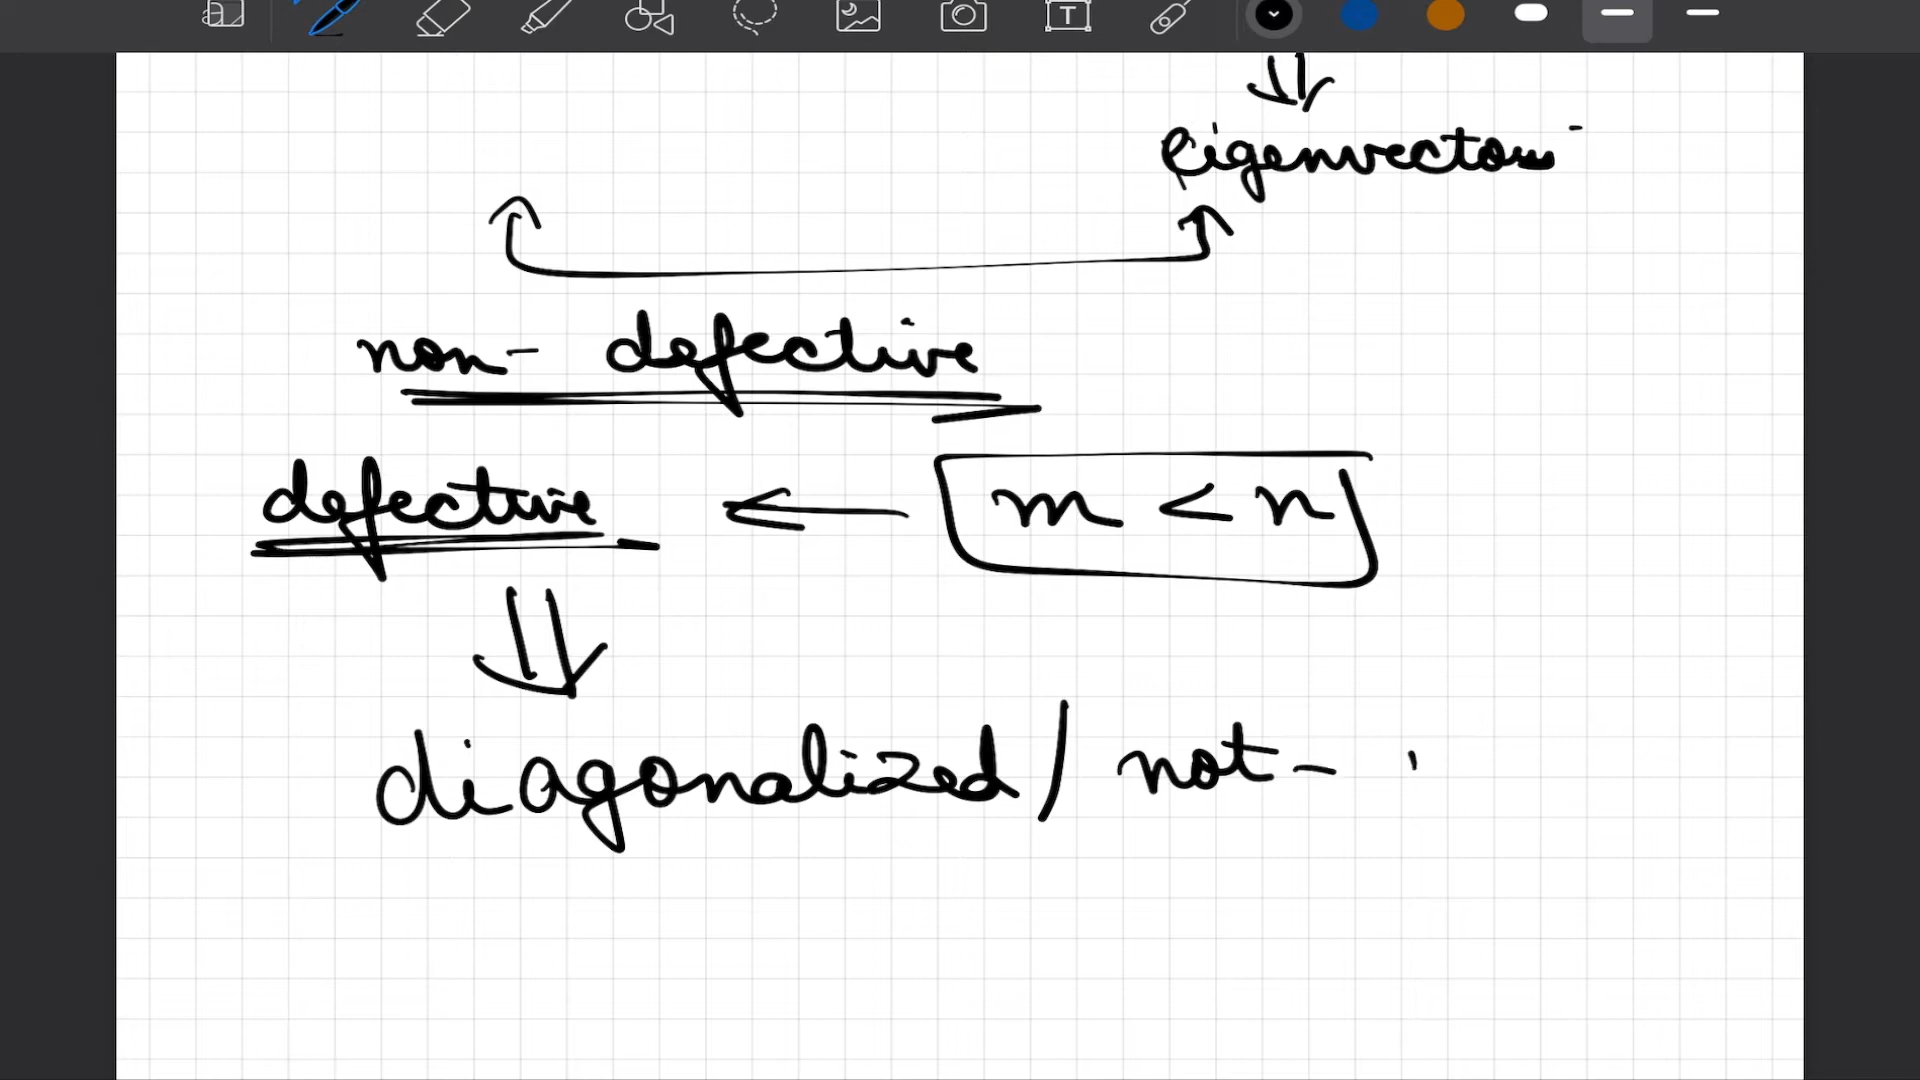 eigenvectors
non- defective
defective ← m < n
diagonalized / not-